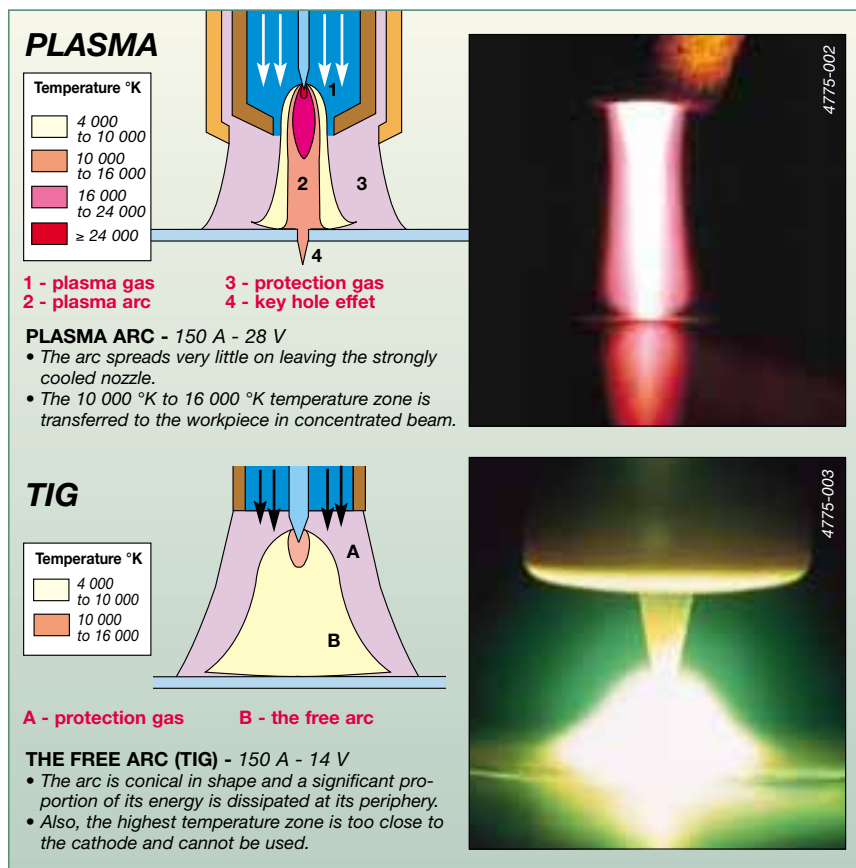 PLASMA
Temperature °K
4 000
to 10 000
10 000
to 16 000
16 000
to 24 000
≥ 24 000
1
2
3
4
1 - plasma gas
3 - protection gas
2 - plasma arc
4 - key hole effet
PLASMA ARC - 150 A - 28 V
• The arc spreads very little on leaving the strongly
cooled nozzle.
• The 10 000 °K to 16 000 °K temperature zone is
transferred to the workpiece in concentrated beam.
4775-002
TIG
Temperature °K
4 000
to 10 000
10 000
to 16 000
A
B
A - protection gas
B - the free arc
THE FREE ARC (TIG) - 150 A - 14 V
• The arc is conical in shape and a significant pro-
portion of its energy is dissipated at its periphery.
• Also, the highest temperature zone is too close to
the cathode and cannot be used.
4775-003